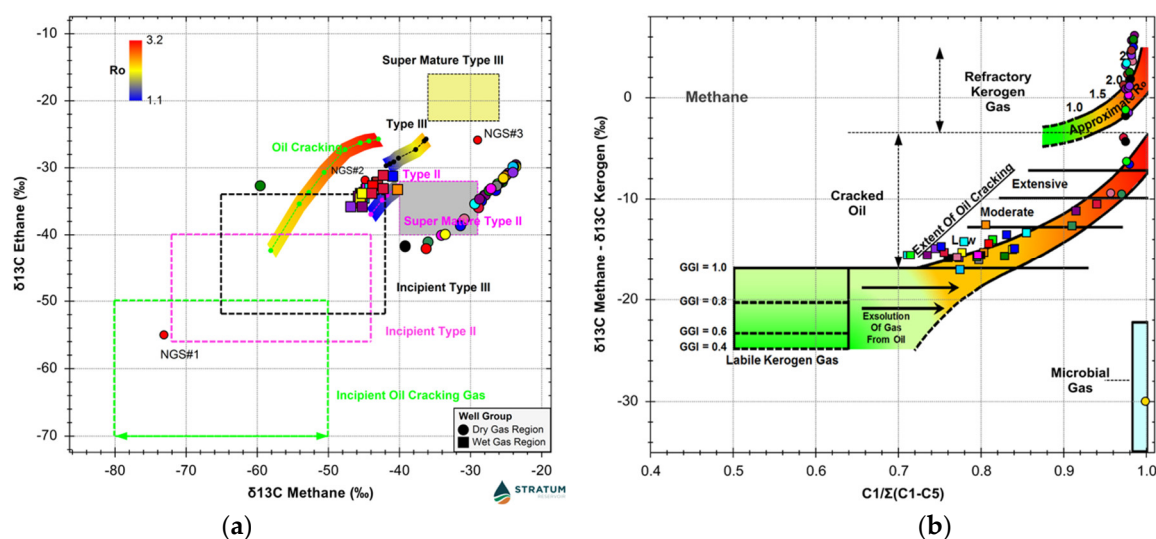 -10
-20
-30
-40
-50
-60
-70
δ13C Ethane (‰)
3.2
Ro
1.1
Super Mature Type III
Type III
NGS#3
Oil Cracking
NGS#2
Type II
Super Mature Type II
Incipient Type III
Incipient Type II
NGS#1
Incipient Oil Cracking Gas
Well Group
Dry Gas Region
Wet Gas Region
-80
-70
-60
-50
-40
-30
-20
δ13C Methane (‰)
STRATUM
RESERVOIR
(a)
0
-10
-20
-30
δ13C Methane - δ13C Kerogen (‰)
Methane
Refractory
Kerogen
Gas
1.0
1.5
2.0
Approximate Ro
Cracked
Oil
Extent Of Oil Cracking
Extensive
Moderate
Low
GGI = 1.0
GGI = 0.8
GGI = 0.6
GGI = 0.4
Exsolution
Of Gas
From Oil
Labile Kerogen Gas
Microbial
Gas
0.4
0.5
0.6
0.7
0.8
0.9
1.0
C1/Σ(C1-C5)
(b)